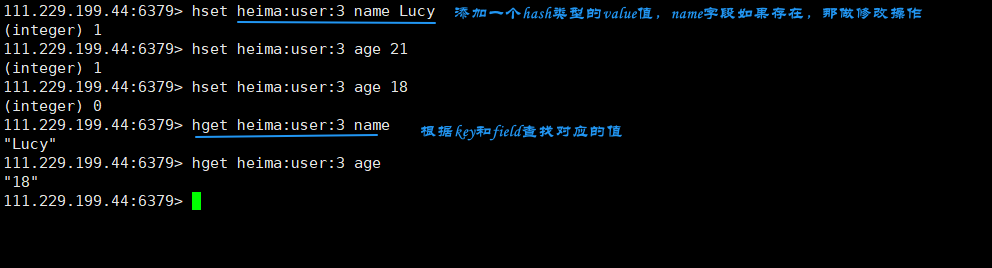 111.229.199.44:6379> hset heima:user:3 name Lucy 添加一个hash类型的value值，name字段如果存在，那做修改操作
(integer) 1
111.229.199.44:6379> hset heima:user:3 age 21
(integer) 1
111.229.199.44:6379> hset heima:user:3 age 18
(integer) 0
111.229.199.44:6379> hget heima:user:3 name 根据key和field查找对应的值
"Lucy"
111.229.199.44:6379> hget heima:user:3 age
"18"
111.229.199.44:6379>